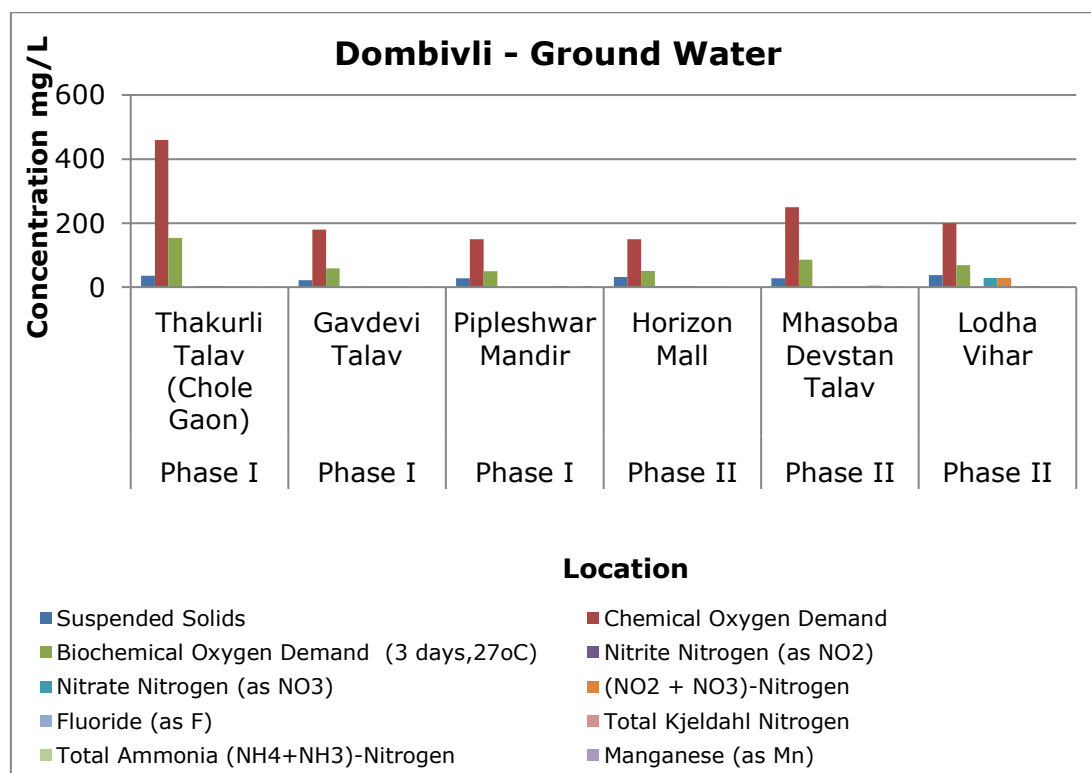 Dombivli - Ground Water
Concentration mg/L
600
400
200
0
Thakurli
Talav
(Chole
Gaon)
Gavdevi
Talav
Pipleshwar
Mandir
Horizon
Mall
Mhasoba
Devstan
Talav
Lodha
Vihar
Phase I
Phase I
Phase I
Phase II
Phase II
Phase II
Location
Suspended Solids
Chemical Oxygen Demand
Biochemical Oxygen Demand (3 days,27oC)
Nitrite Nitrogen (as NO2)
Nitrate Nitrogen (as NO3)
(NO2 + NO3)-Nitrogen
Fluoride (as F)
Total Kjeldahl Nitrogen
Total Ammonia (NH4+NH3)-Nitrogen
Manganese (as Mn)